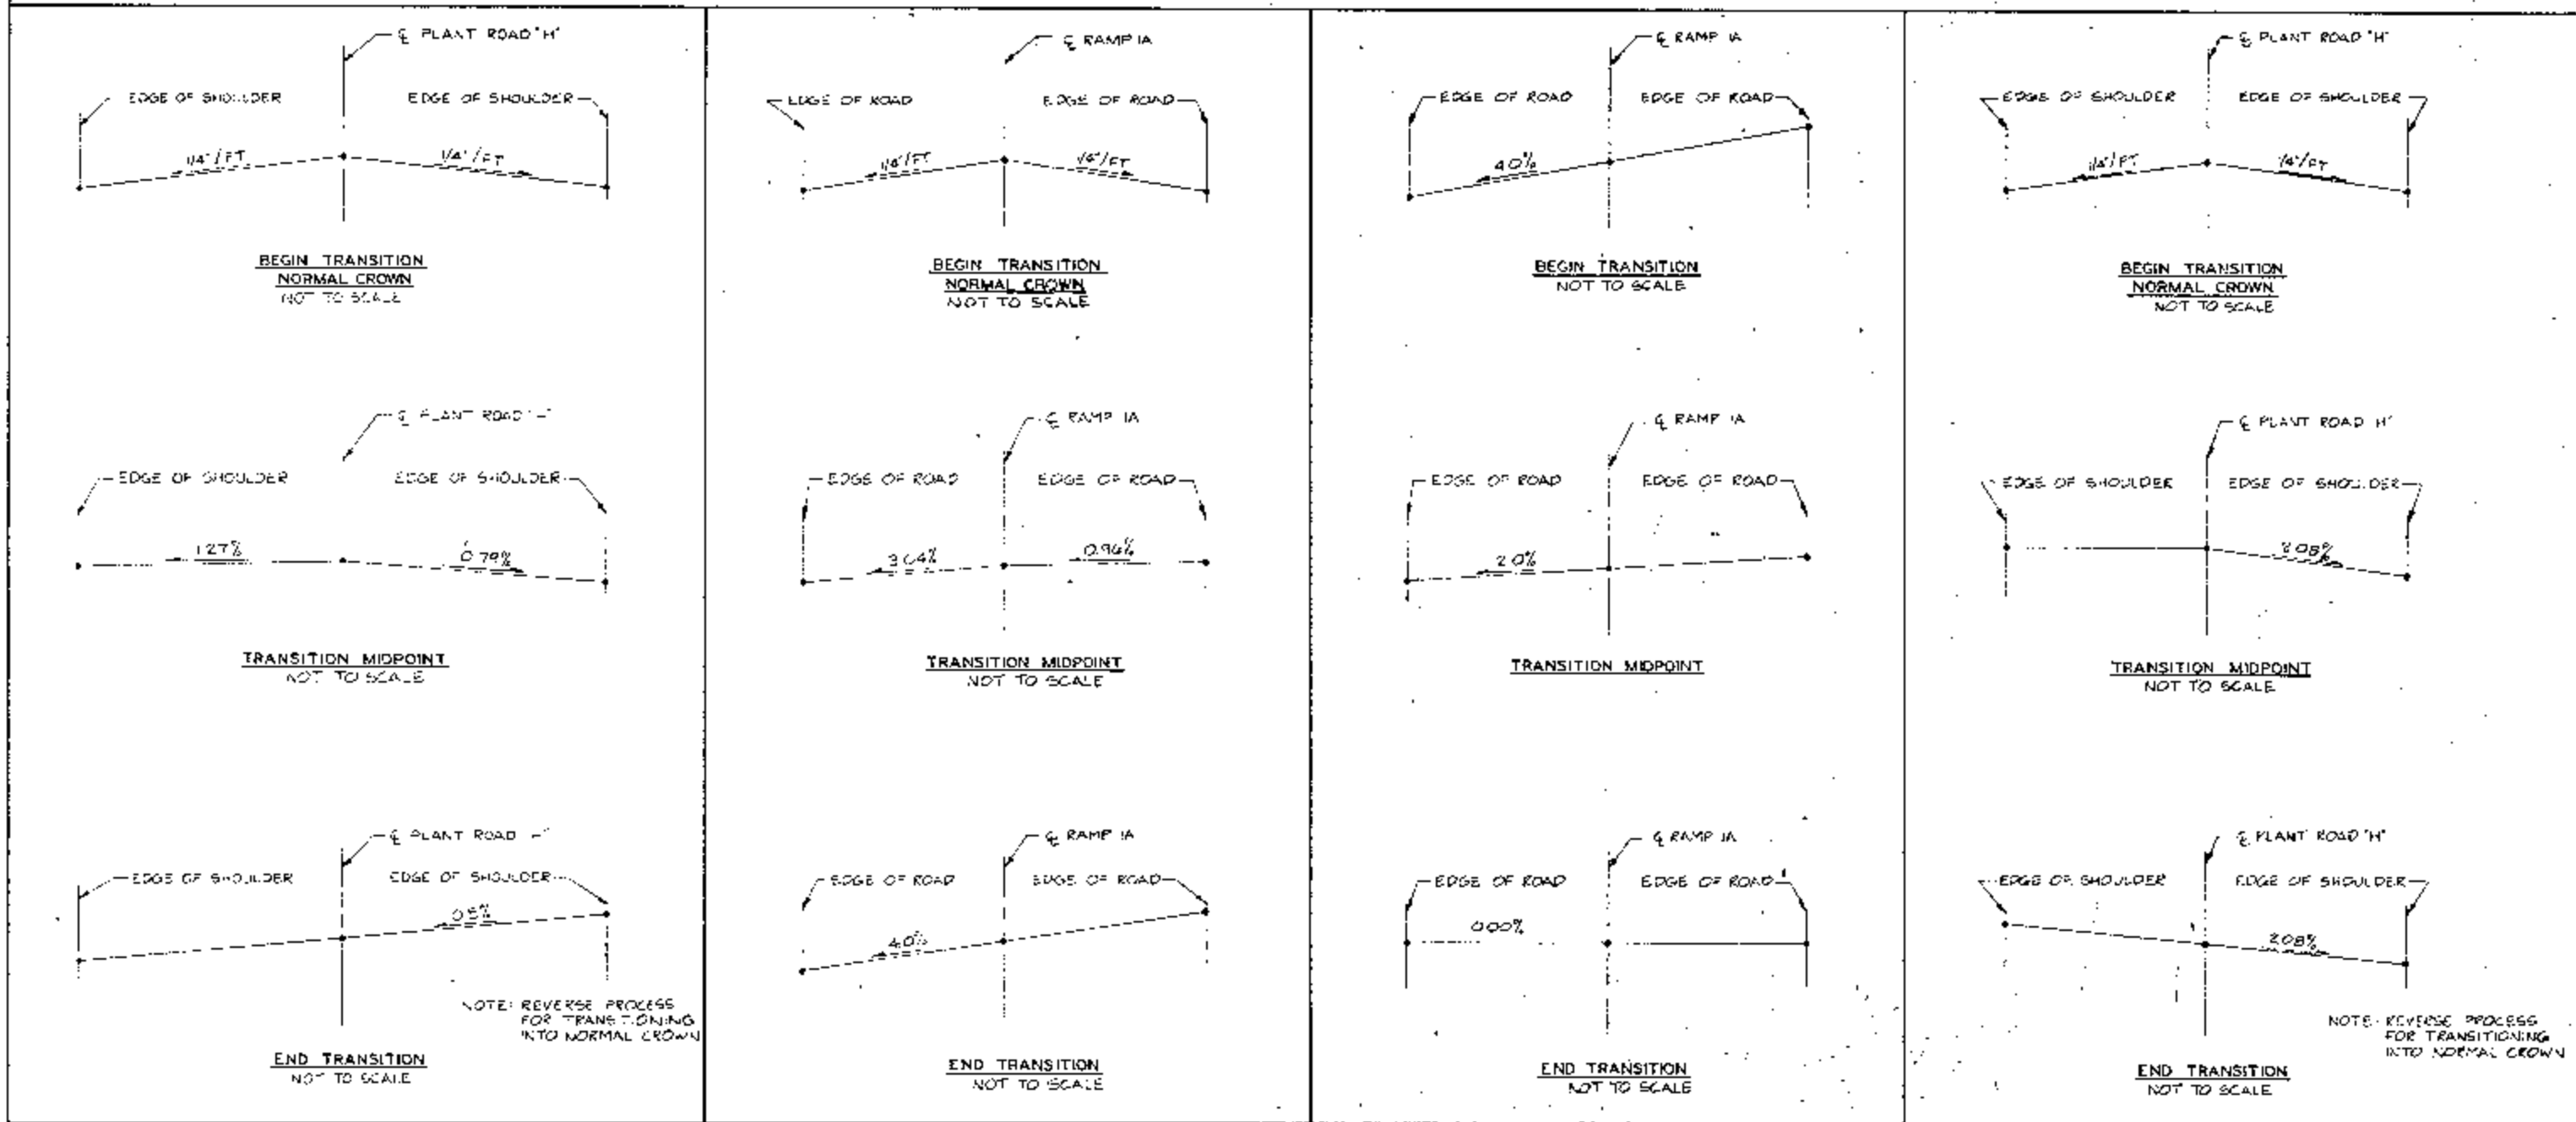 ℄ PLANT ROAD "H"
EDGE OF SHOULDER
EDGE OF SHOULDER
1/4"/FT
1/4"/FT
BEGIN TRANSITION
NORMAL CROWN
NOT TO SCALE
℄ PLANT ROAD
EDGE OF SHOULDER
EDGE OF SHOULDER
1.27%
0.79%
TRANSITION MIDPOINT
NOT TO SCALE
℄ PLANT ROAD
EDGE OF SHOULDER
EDGE OF SHOULDER
0.5%
NOTE: REVERSE PROCESS
FOR TRANSITIONING
INTO NORMAL CROWN
END TRANSITION
NOT TO SCALE
℄ RAMP 1A
EDGE OF ROAD
EDGE OF ROAD
1/4"/FT
1/4"/FT
BEGIN TRANSITION
NORMAL CROWN
NOT TO SCALE
℄ RAMP 1A
EDGE OF ROAD
EDGE OF ROAD
3.04%
0.96%
TRANSITION MIDPOINT
NOT TO SCALE
℄ RAMP 1A
EDGE OF ROAD
EDGE OF ROAD
4.0%
END TRANSITION
NOT TO SCALE
℄ RAMP 1A
EDGE OF ROAD
EDGE OF ROAD
4.0%
BEGIN TRANSITION
NOT TO SCALE
℄ RAMP 1A
EDGE OF ROAD
EDGE OF ROAD
2.0%
TRANSITION MIDPOINT
℄ RAMP 1A
EDGE OF ROAD
EDGE OF ROAD
0.00%
END TRANSITION
NOT TO SCALE
℄ PLANT ROAD "H"
EDGE OF SHOULDER
EDGE OF SHOULDER
1/4"/FT
1/4"/FT
BEGIN TRANSITION
NORMAL CROWN
NOT TO SCALE
℄ PLANT ROAD "H"
EDGE OF SHOULDER
EDGE OF SHOULDER
2.08%
TRANSITION MIDPOINT
NOT TO SCALE
℄ PLANT ROAD "H"
EDGE OF SHOULDER
EDGE OF SHOULDER
2.08%
NOTE: REVERSE PROCESS
FOR TRANSITIONING
INTO NORMAL CROWN
END TRANSITION
NOT TO SCALE